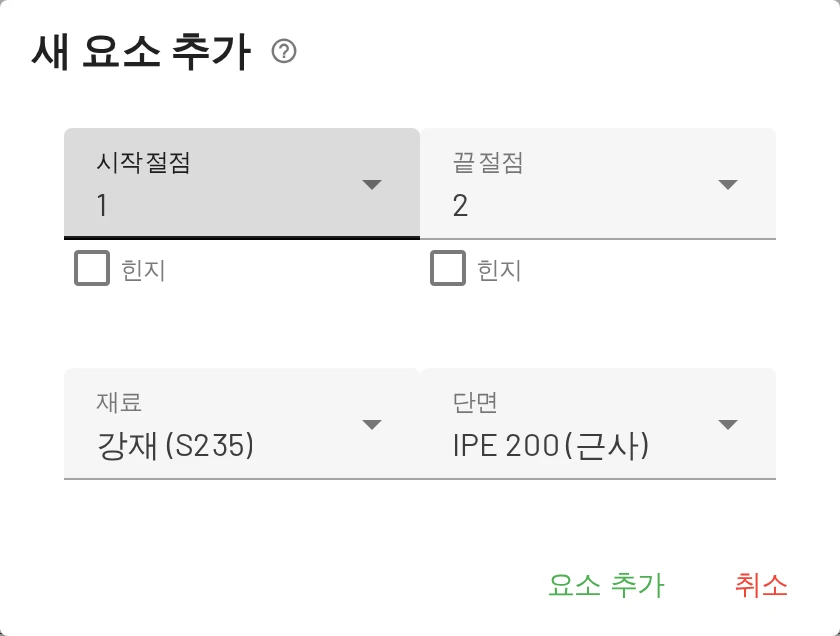 새 요소 추가
시작절점 끝절점
1 2
힌지 힌지
재료 단면
강재 (S235) IPE 200 (근사)
요소 추가 취소